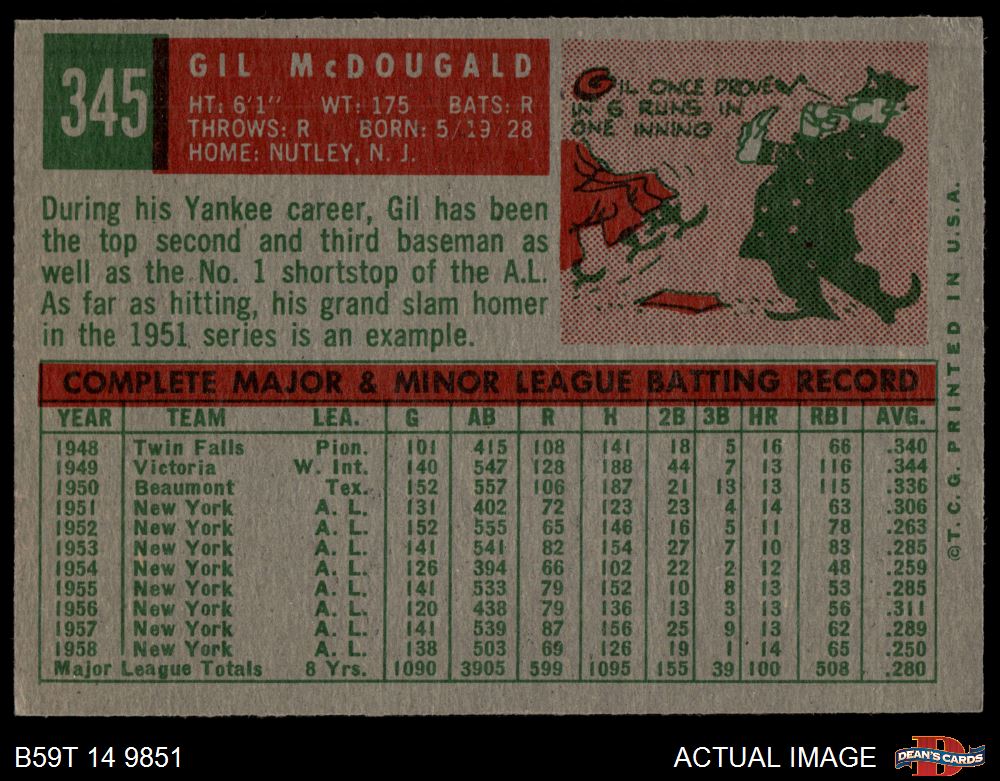 345
GIL McDOUGALD
HT: 6'1" WT: 175 BATS: R
THROWS: R BORN: 5/19/28
HOME: NUTLEY, N. J.
GIL ONCE DROVE
IN 6 RUNS IN
ONE INNING
During his Yankee career, Gil has been
the top second and third baseman as
well as the No. 1 shortstop of the A.L.
As far as hitting, his grand slam homer
in the 1951 series is an example.
COMPLETE MAJOR & MINOR LEAGUE BATTING RECORD
YEAR TEAM LEA. G AB R H 2B 3B HR RBI AVG.
1948 Twin Falls Pion. 101 415 108 141 18 5 16 66 .340
1949 Victoria W. Int. 140 547 128 188 44 7 13 116 .344
1950 Beaumont Tex. 152 557 106 187 21 13 13 115 .336
1951 New York A. L. 131 402 72 123 23 4 14 63 .306
1952 New York A. L. 152 555 65 146 16 5 11 78 .263
1953 New York A. L. 141 541 82 154 27 7 10 83 .285
1954 New York A. L. 126 394 66 102 22 2 12 48 .259
1955 New York A. L. 141 533 79 152 10 8 13 53 .285
1956 New York A. L. 120 438 79 136 13 3 13 56 .311
1957 New York A. L. 141 539 87 156 25 9 13 62 .289
1958 New York A. L. 138 503 69 126 19 1 14 65 .250
Major League Totals 8 Yrs. 1090 3905 599 1095 155 39 100 508 .280
©T. C. G. PRINTED IN U.S.A.
B59T 14 9851
ACTUAL IMAGE
D
DEAN'S CARDS